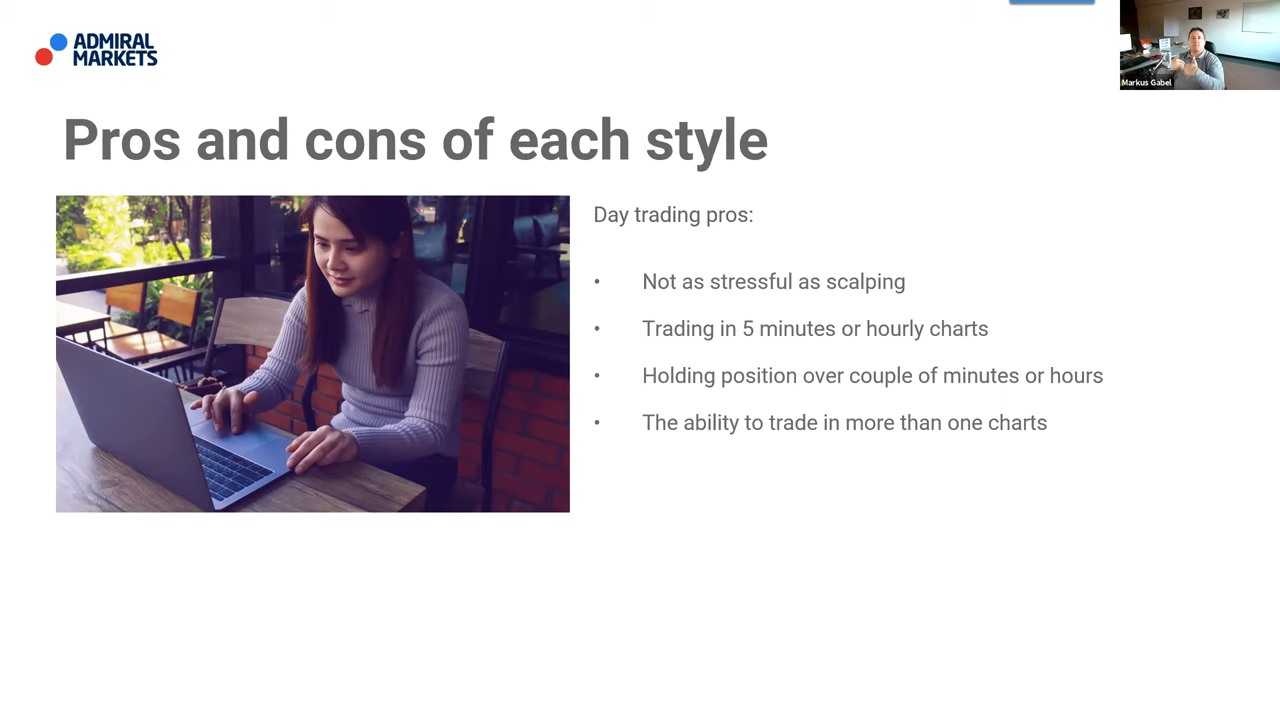 ADMIRAL
MARKETS
Markus Gabel
Pros and cons of each style
Day trading pros:
• Not as stressful as scalping
• Trading in 5 minutes or hourly charts
• Holding position over couple of minutes or hours
• The ability to trade in more than one charts